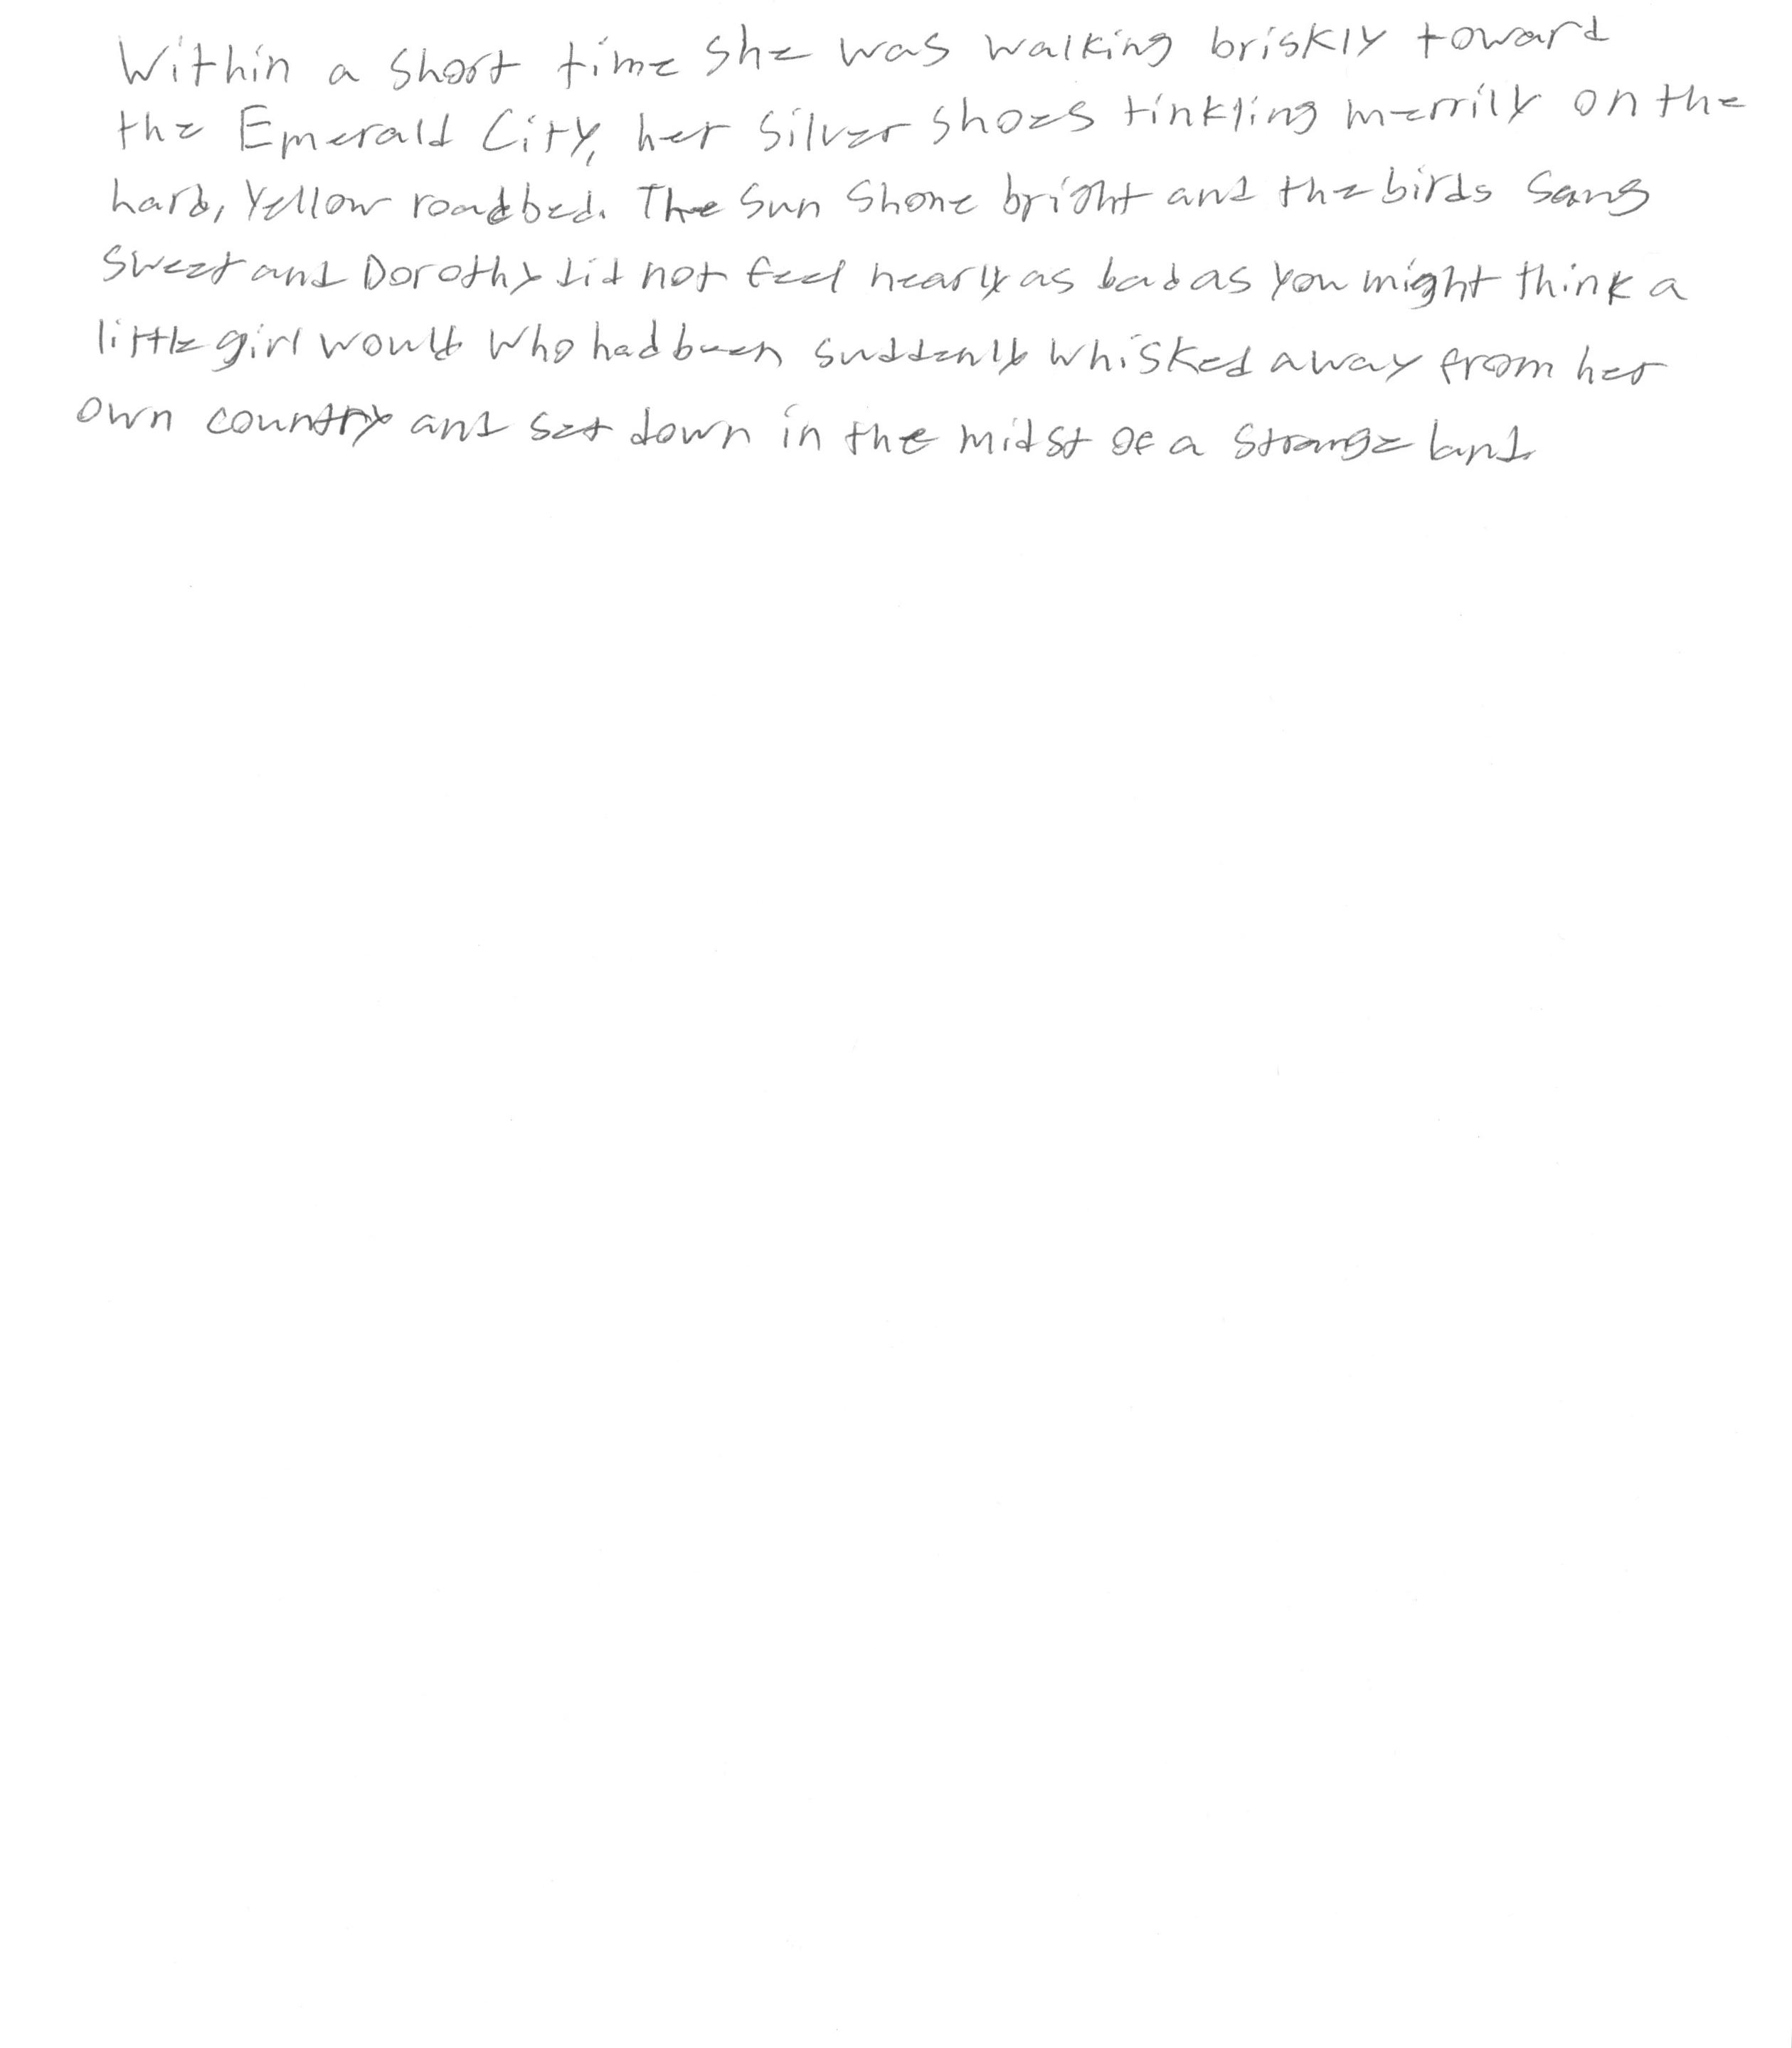 Within a short time she was walking briskly toward
the Emerald City, her Silver shoes tinkling merrily on the
hard, Yellow roadbed. The Sun Shone bright and the birds Sang
Sweet and Dorothy did not feel nearly as bad as you might think a
little girl would Who had been suddenly whisked away from her
own country and set down in the midst of a strange land.